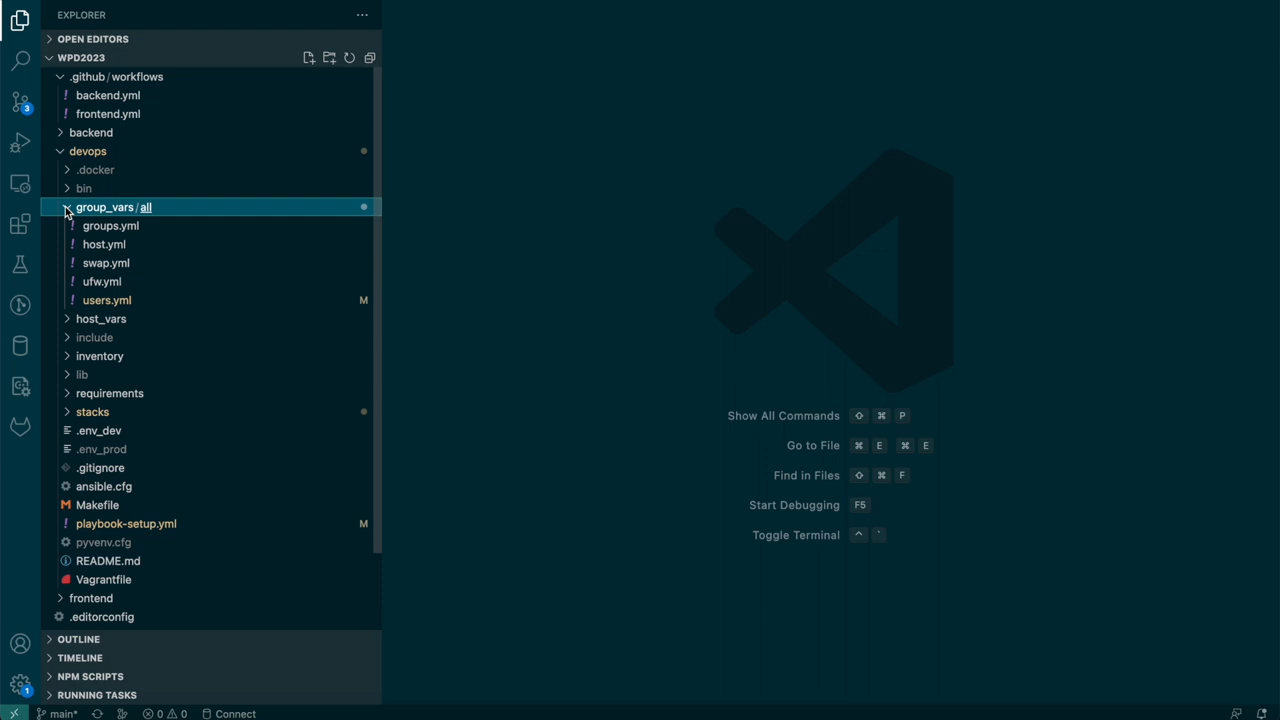 EXPLORER
OPEN EDITORS
WPD2023
.github / workflows
backend.yml
frontend.yml
backend
devops
.docker
bin
group_vars / all
groups.yml
host.yml
swap.yml
ufw.yml
users.yml M
host_vars
include
inventory
lib
requirements
stacks
.env_dev
.env_prod
.gitignore
ansible.cfg
Makefile
playbook-setup.yml M
pyvenv.cfg
README.md
Vagrantfile
frontend
.editorconfig
OUTLINE
TIMELINE
NPM SCRIPTS
RUNNING TASKS
3
1
Show All Commands ⇧ ⌘ P
Go to File ⌘ E ⌘ E
Find in Files ⇧ ⌘ F
Start Debugging F5
Toggle Terminal ^ `
main* 0 0 Connect